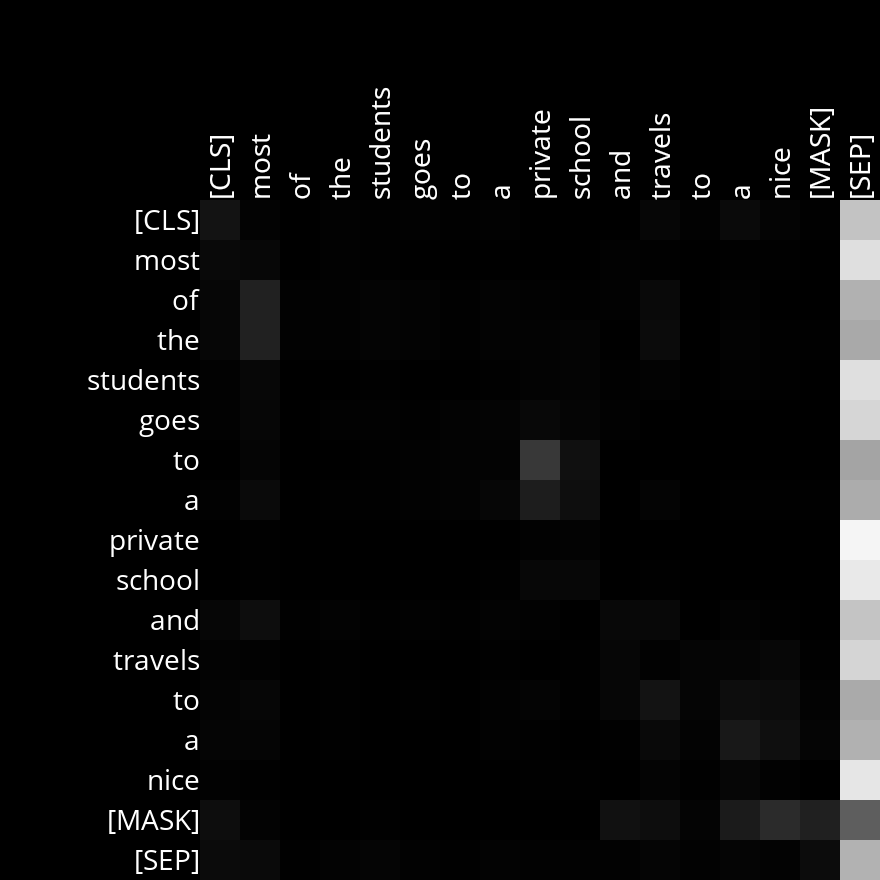 [CLS] most of the students goes to a private school and travels to a nice [MASK] [SEP]
[CLS]
most
of
the
students
goes
to
a
private
school
and
travels
to
a
nice
[MASK]
[SEP]